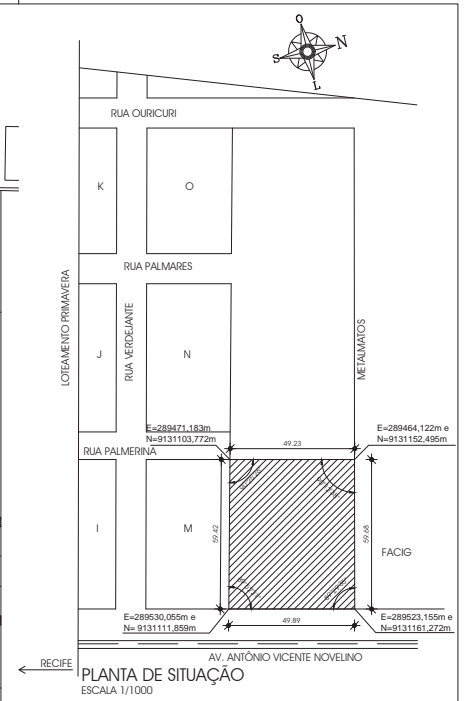 O
S
N
L
RUA OURICURI
K
O
LOTEAMENTO PRIMAVERA
RUA PALMARES
RUA VERDEJANTE
METALMATOS
J
N
E=289471,183m e
N=9131103,772m
E=289464,122m e
N=9131152,495m
49.23
RUA PALMERINA
59.42
59.68
I
M
FACIG
E=289530,055m e
N= 9131111,859m
E=289523,155m e
N=9131161,272m
49.89
AV. ANTÔNIO VICENTE NOVELINO
RECIFE
PLANTA DE SITUAÇÃO
ESCALA 1/1000